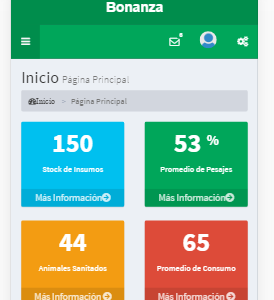 Bonanza
Inicio Página Principal
Inicio > Página Principal
150
Stock de Insumos
Más Información
53 %
Promedio de Pesajes
Más Información
44
Animales Sanitados
Más Información
65
Promedio de Consumo
Más Información